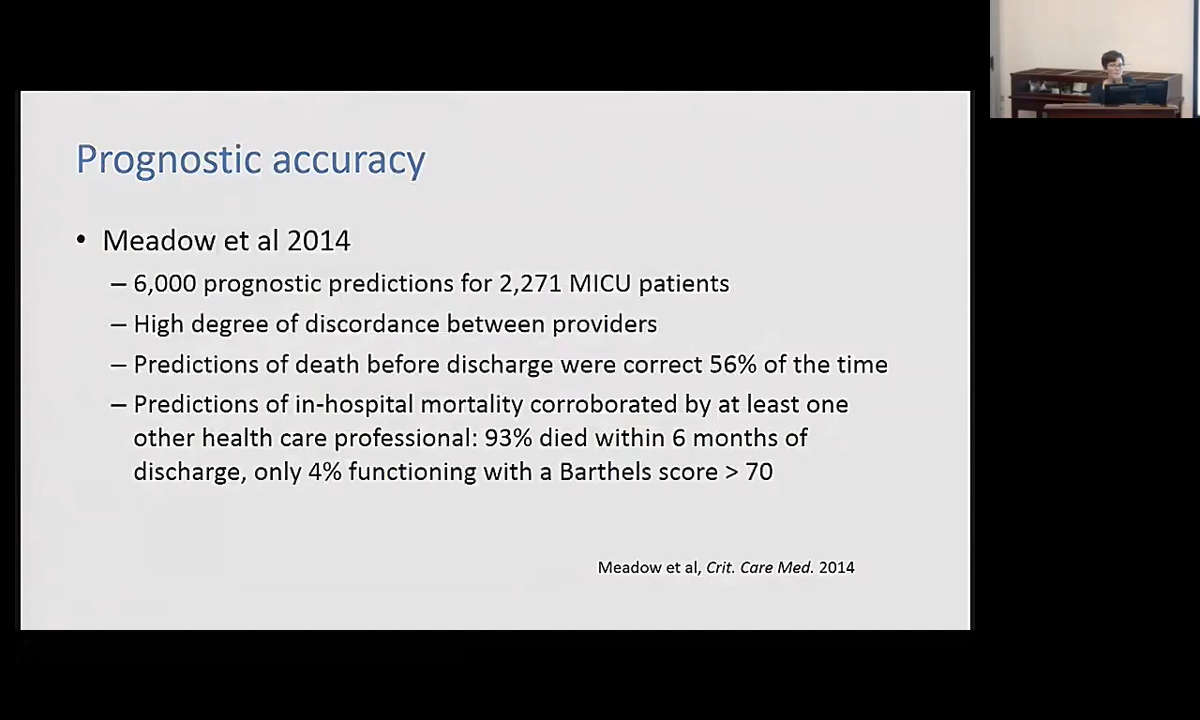 Prognostic accuracy
• Meadow et al 2014
– 6,000 prognostic predictions for 2,271 MICU patients
– High degree of discordance between providers
– Predictions of death before discharge were correct 56% of the time
– Predictions of in-hospital mortality corroborated by at least one
other health care professional: 93% died within 6 months of
discharge, only 4% functioning with a Barthels score > 70
Meadow et al, Crit. Care Med. 2014